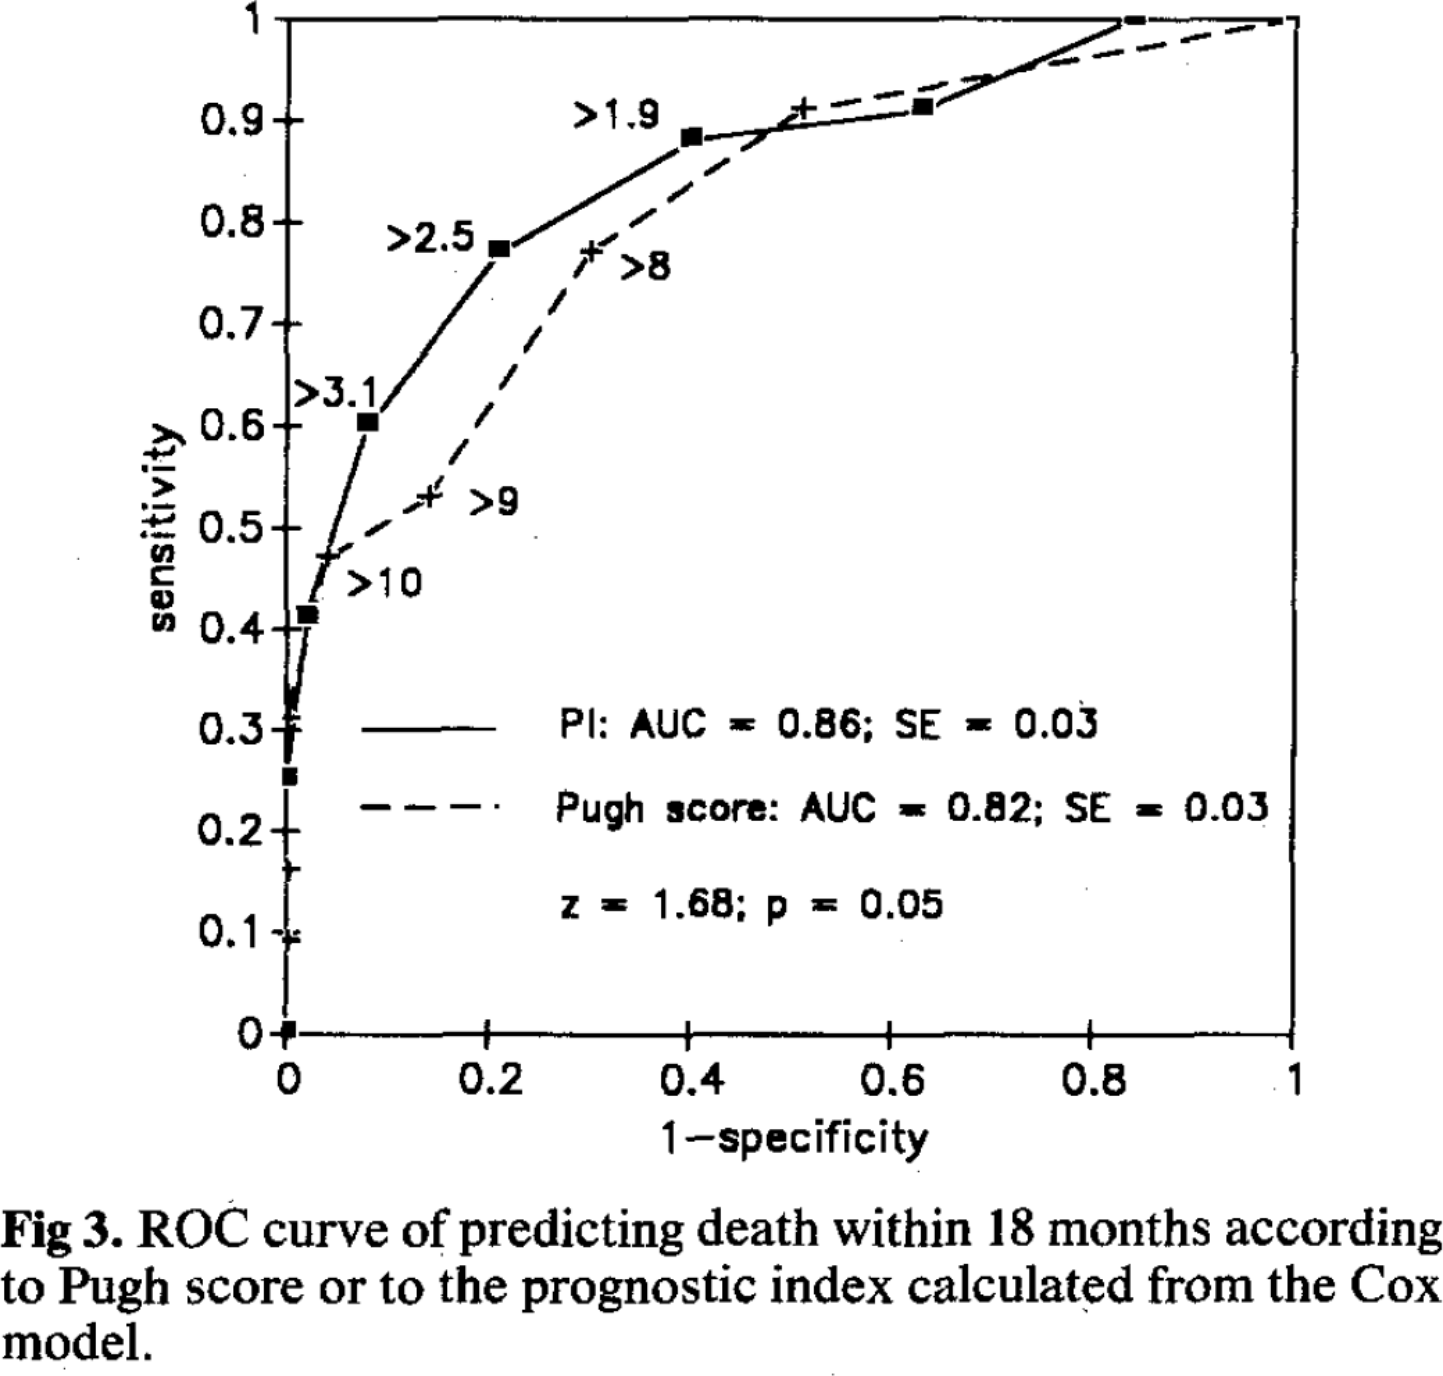 1
0.9
0.8
0.7
0.6
0.5
0.4
0.3
0.2
0.1
0
sensitivity
>1.9
>2.5
>8
>3.1
>9
>10
PI: AUC = 0.86; SE = 0.03
Pugh score: AUC = 0.82; SE = 0.03
z = 1.68; p = 0.05
0 0.2 0.4 0.6 0.8 1
1-specificity
Fig 3. ROC curve of predicting death within 18 months according
to Pugh score or to the prognostic index calculated from the Cox
model.